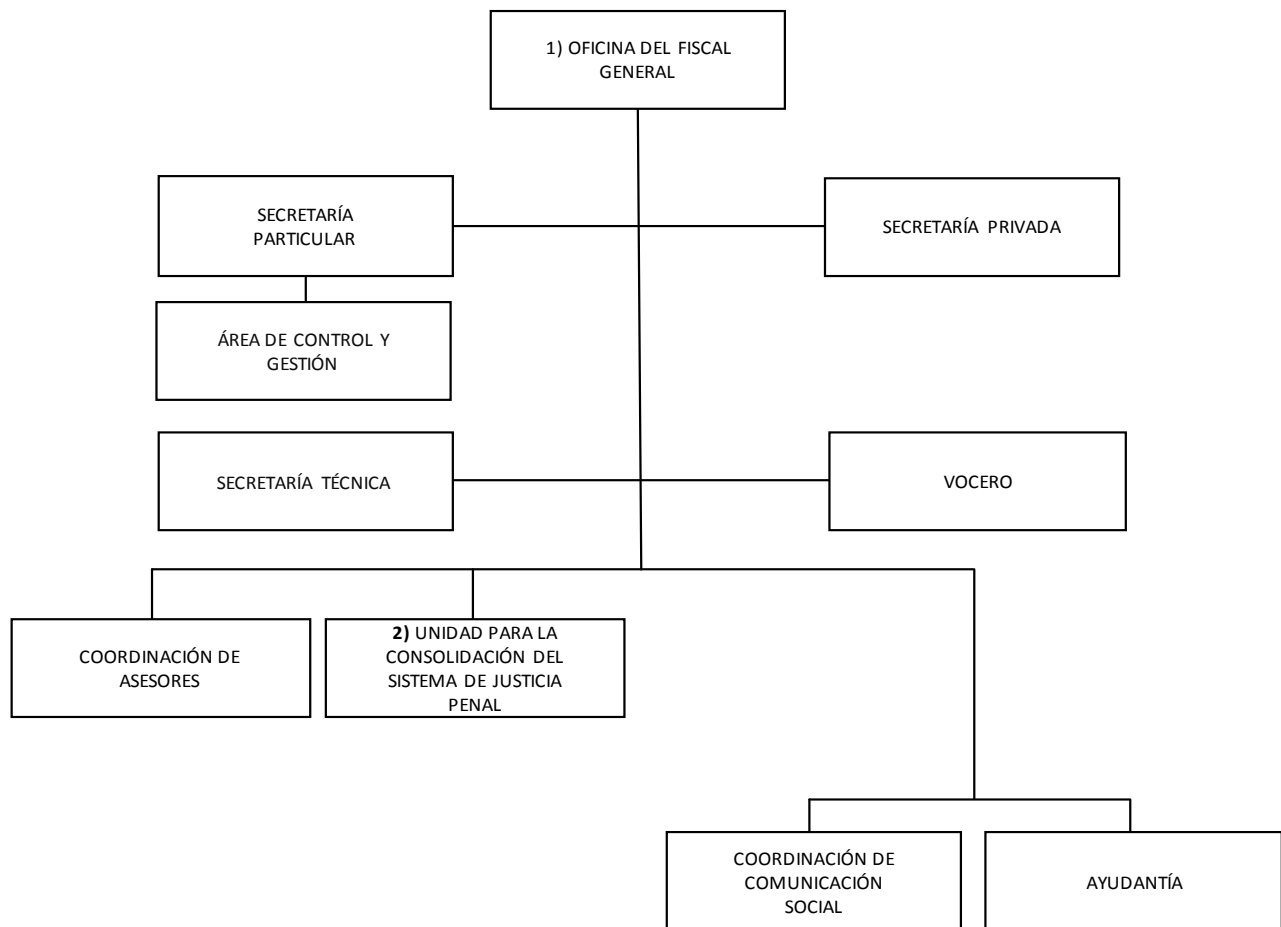 1) OFICINA DEL FISCAL
GENERAL
SECRETARÍA
PARTICULAR
SECRETARÍA PRIVADA
ÁREA DE CONTROL Y
GESTIÓN
SECRETARÍA TÉCNICA
VOCERO
COORDINACIÓN DE
ASESORES
2) UNIDAD PARA LA
CONSOLIDACIÓN DEL
SISTEMA DE JUSTICIA
PENAL
COORDINACIÓN DE
COMUNICACIÓN
SOCIAL
AYUDANTÍA